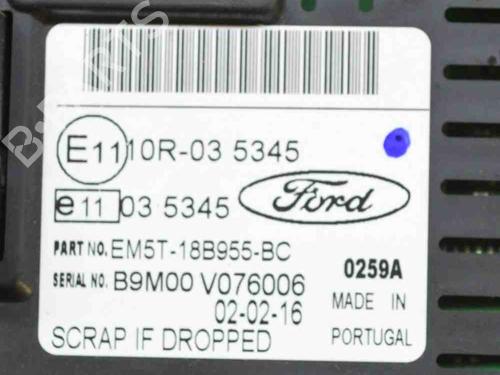 E11 10R-03 5345
e11 03 5345 Ford
PART NO. EM5T-18B955-BC
SERIAL NO. B9M00 V076006 0259A
02-02-16 MADE IN
SCRAP IF DROPPED PORTUGAL